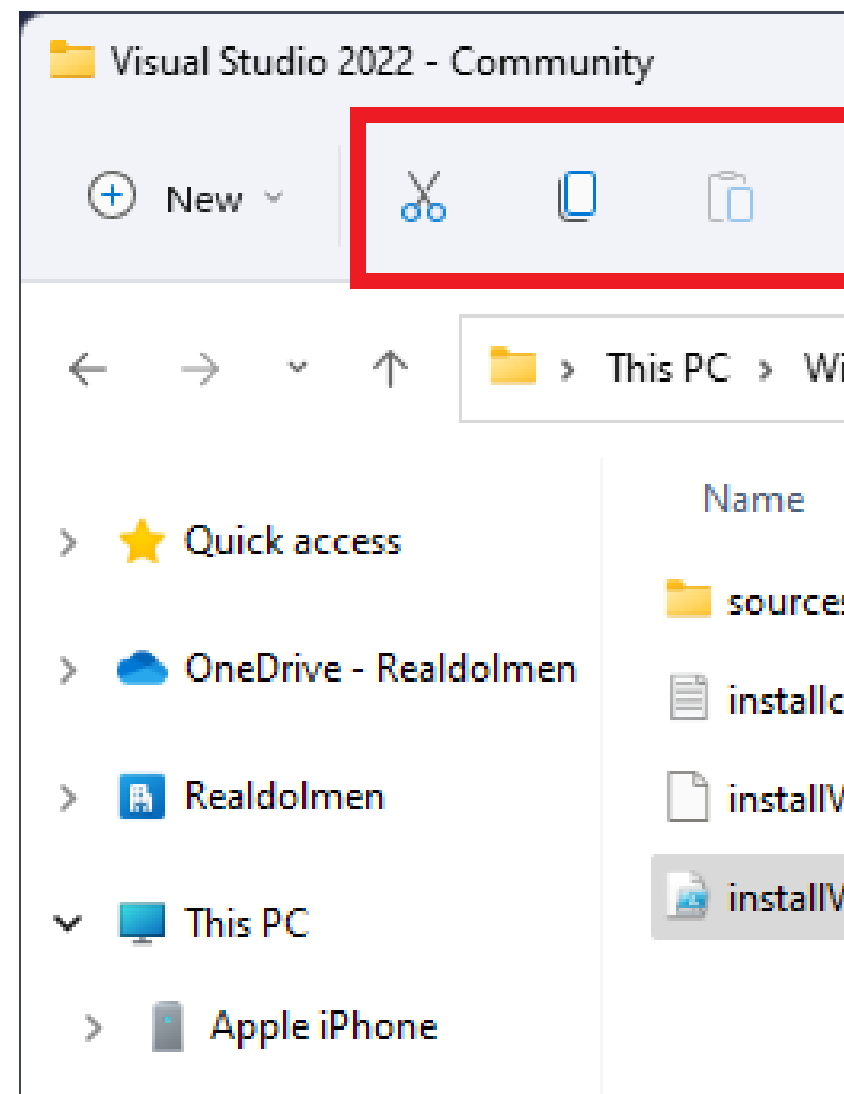 Visual Studio 2022 - Community
New
This PC
Name
Quick access
OneDrive - Realdolmen
Realdolmen
This PC
Apple iPhone